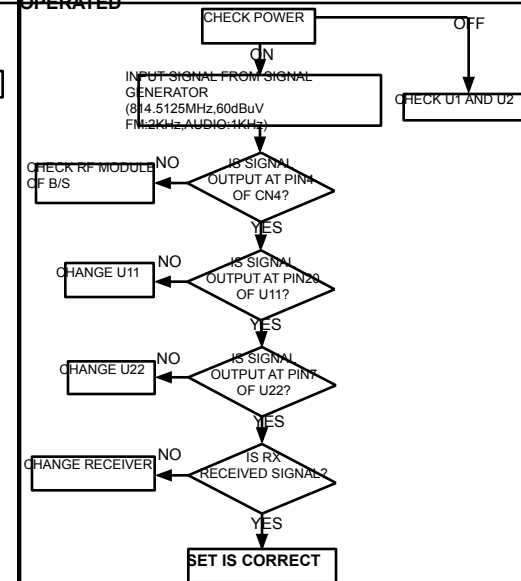 OPERATED
CHECK POWER
OFF
ON
INPUT SIGNAL FROM SIGNAL
GENERATOR
(814.5125MHz,60dBuV
FM:2KHz,AUDIO:1KHz)
CHECK U1 AND U2
IS SIGNAL
OUTPUT AT PIN4
OF CN4?
NO
CHECK RF MODULE
OF B/S
YES
IS SIGNAL
OUTPUT AT PIN20
OF U11?
NO
CHANGE U11
YES
IS SIGNAL
OUTPUT AT PIN7
OF U22?
NO
CHANGE U22
YES
IS RX
RECEIVED SIGNAL?
NO
CHANGE RECEIVER
YES
SET IS CORRECT